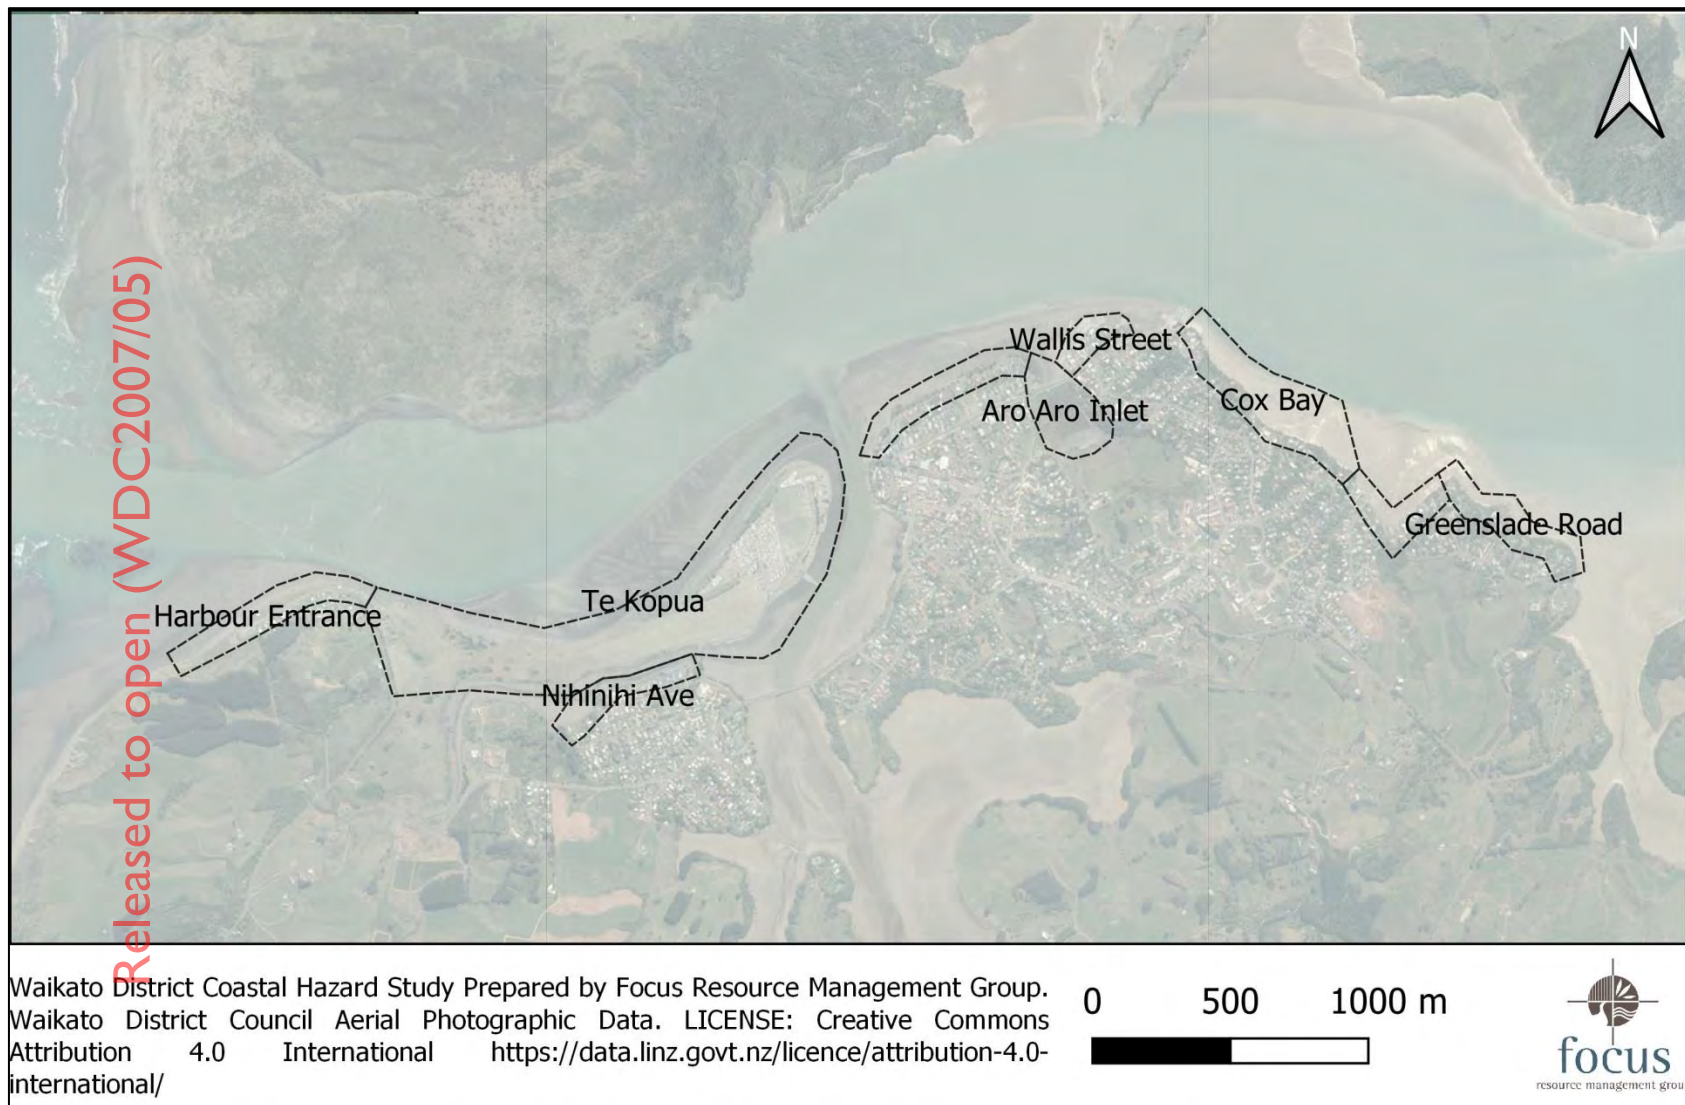 N
Released to open (WDC2007/05)
Wallis Street
Cox Bay
Aro Aro Inlet
Greenslade Road
Te Kopua
Harbour Entrance
Nihinihi Ave
Waikato District Coastal Hazard Study Prepared by Focus Resource Management Group.
Waikato District Council Aerial Photographic Data. LICENSE: Creative Commons
Attribution 4.0 International https://data.linz.govt.nz/licence/attribution-4.0-
international/
0 500 1000 m
focus
resource management grou